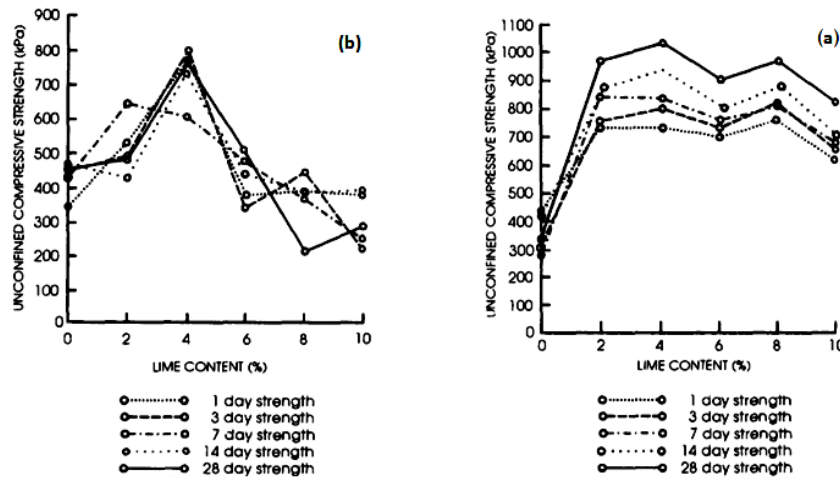 (b)
UNCONFINED COMPRESSIVE STRENGTH (kPa)
900
800
700
600
500
400
300
200
100
0
0 2 4 6 8 10
LIME CONTENT (%)
1 day strength
3 day strength
7 day strength
14 day strength
28 day strength
(a)
UNCONFINED COMPRESSIVE STRENGTH (kPa)
1100
1000
900
800
700
600
500
400
300
200
100
0
0 2 4 6 8 10
LIME CONTENT (%)
1 day strength
3 day strength
7 day strength
14 day strength
28 day strength